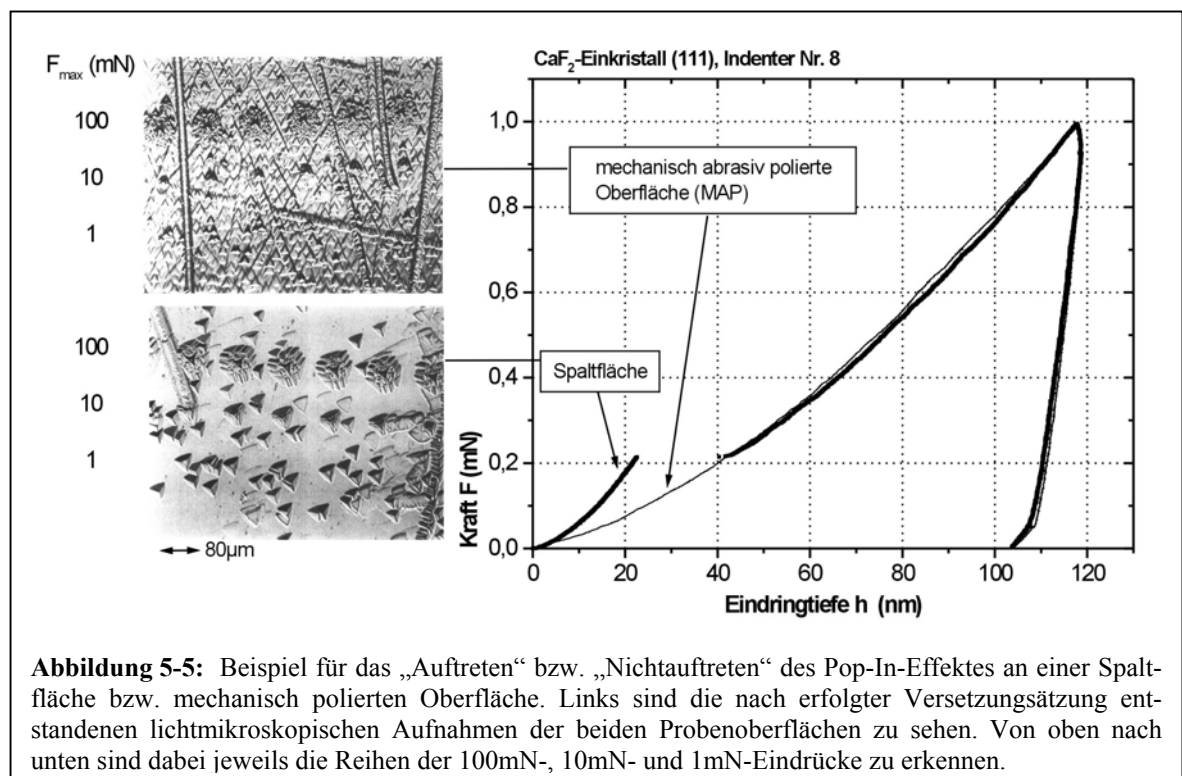 F_max (mN)
100
10
1
100
10
1
80µm
CaF₂-Einkristall (111), Indenter Nr. 8
1,0
0,8
0,6
0,4
0,2
0,0
Kraft F (mN)
mechanisch abrasiv polierte
Oberfläche (MAP)
Spaltfläche
0 20 40 60 80 100 120
Eindringtiefe h (nm)
Abbildung 5-5: Beispiel für das „Auftreten“ bzw. „Nichtauftreten“ des Pop-In-Effektes an einer Spalt-
fläche bzw. mechanisch polierten Oberfläche. Links sind die nach erfolgter Versetzungsätzung ent-
standenen lichtmikroskopischen Aufnahmen der beiden Probenoberflächen zu sehen. Von oben nach
unten sind dabei jeweils die Reihen der 100mN-, 10mN- und 1mN-Eindrücke zu erkennen.